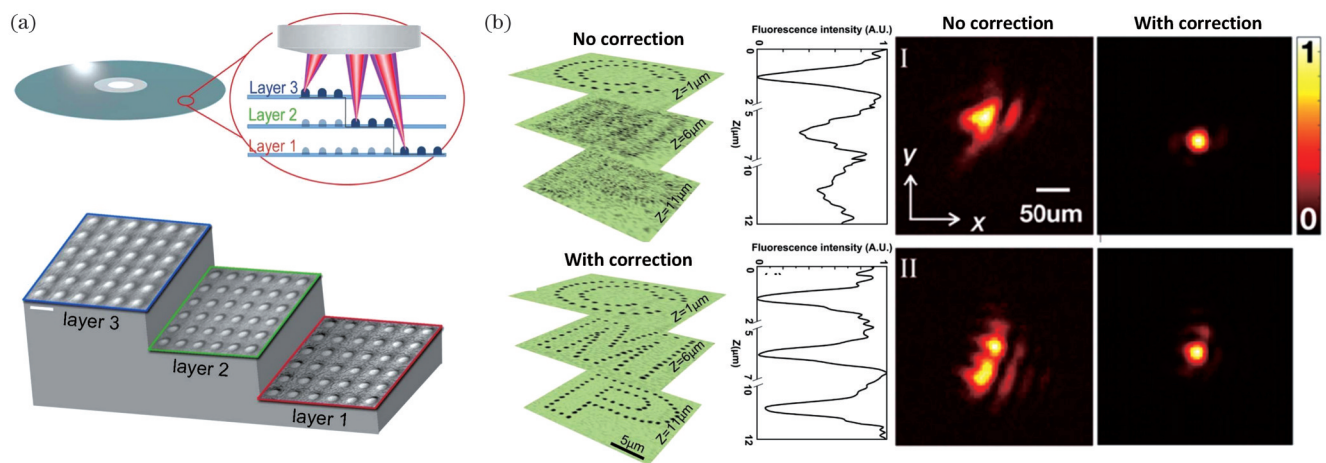 (a)
Layer 3
Layer 2
Layer 1
layer 3
layer 2
layer 1
(b)
No correction
Z=1μm
Z=6μm
Z=11μm
Fluorescence intensity (A.U.)
0 1
0
2
5
7
10
12
Z(μm)
With correction
Z=1μm
Z=6μm
Z=11μm
5μm
Fluorescence intensity (A.U.)
0 1
0
2
5
7
10
12
Z(μm)
No correction
With correction
I
y
x
50um
1
0
II